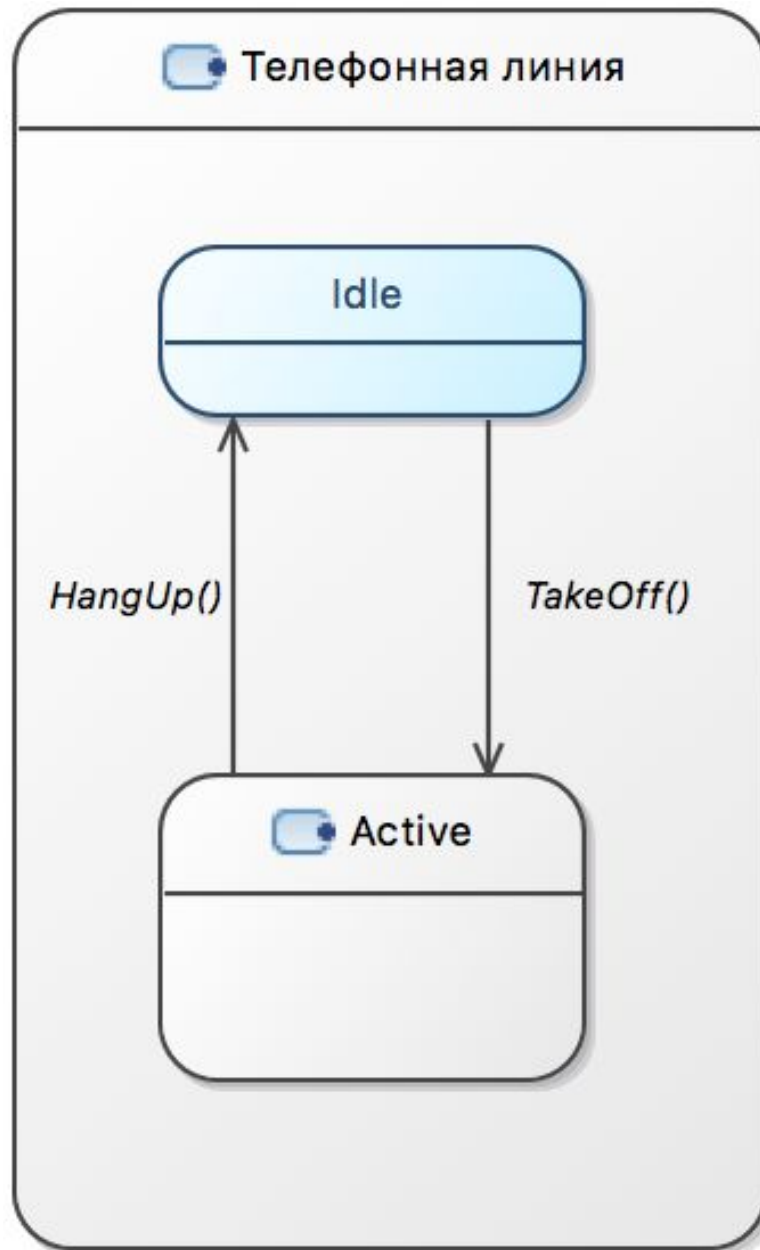 Телефонная линия
Idle
HangUp()
TakeOff()
Active